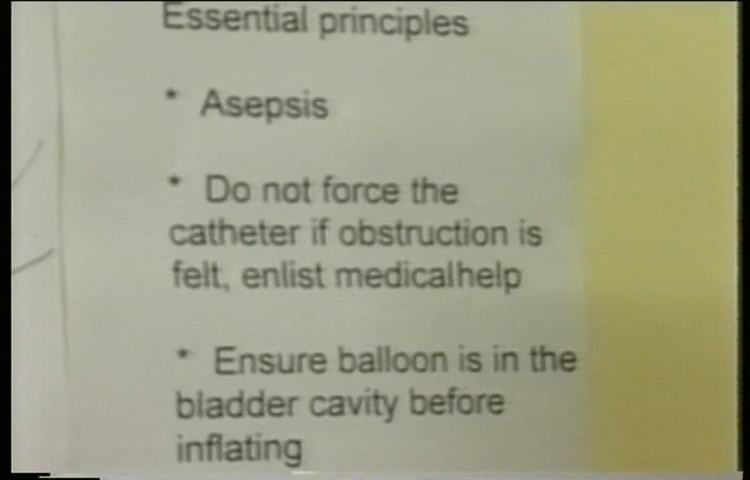 Essential principles
* Asepsis
* Do not force the
catheter if obstruction is
felt, enlist medicalhelp
* Ensure balloon is in the
bladder cavity before
inflating